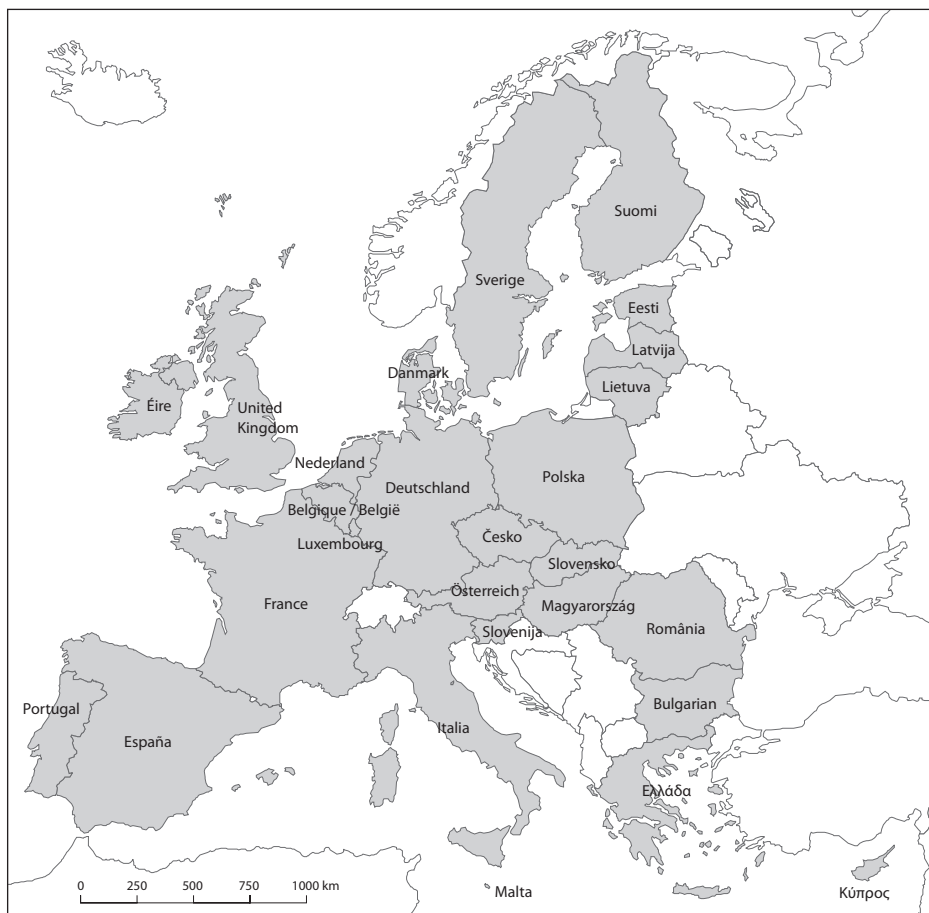 Suomi
Sverige
Eesti
Latvija
Danmark
Lietuva
Éire
United
Kingdom
Nederland
Polska
Deutschland
Belgique / België
Česko
Luxembourg
Slovensko
Österreich
France
Magyarország
România
Slovenija
Bulgarian
Portugal
Italia
España
Ελλάδα
0 250 500 750 1000 km
Malta
Κύπρος